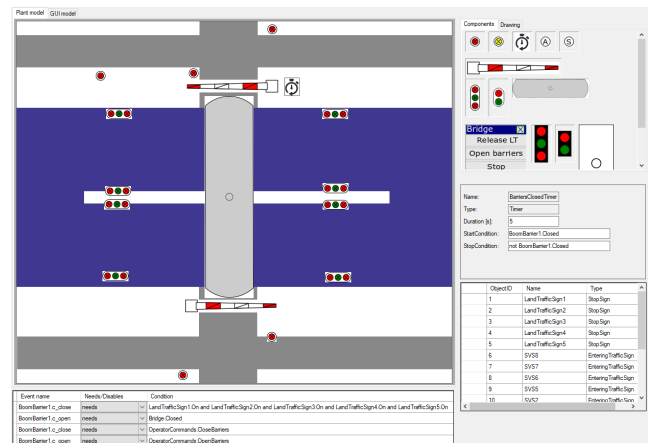 Plant model GUI model
Components Drawing
A S
Bridge
Release LT
Open barriers
Stop
Name: BarriersClosedTimer
Type: Timer
Duration [s]: 5
StartCondition: BoomBarrier1.Closed
StopCondition: not BoomBarrier1.Closed
ObjectID Name Type
1 LandTrafficSign1 StopSign
2 LandTrafficSign2 StopSign
3 LandTrafficSign3 StopSign
4 LandTrafficSign4 StopSign
5 LandTrafficSign5 StopSign
6 SVS8 EnteringTrafficSign
7 SVS7 EnteringTrafficSign
8 SVS6 EnteringTrafficSign
9 SVS5 EnteringTrafficSign
10 SVS2 EnteringTrafficSign
Event name Needs/Disables Condition
BoomBarrier1.c_close needs LandTrafficSign1.On and LandTrafficSign2.On and LandTrafficSign3.On and LandTrafficSign4.On and LandTrafficSign5.On
BoomBarrier1.c_open needs Bridge.Closed
BoomBarrier1.c_close needs OperatorCommands.CloseBarriers
BoomBarrier1.c_open needs OperatorCommands.OpenBarriers